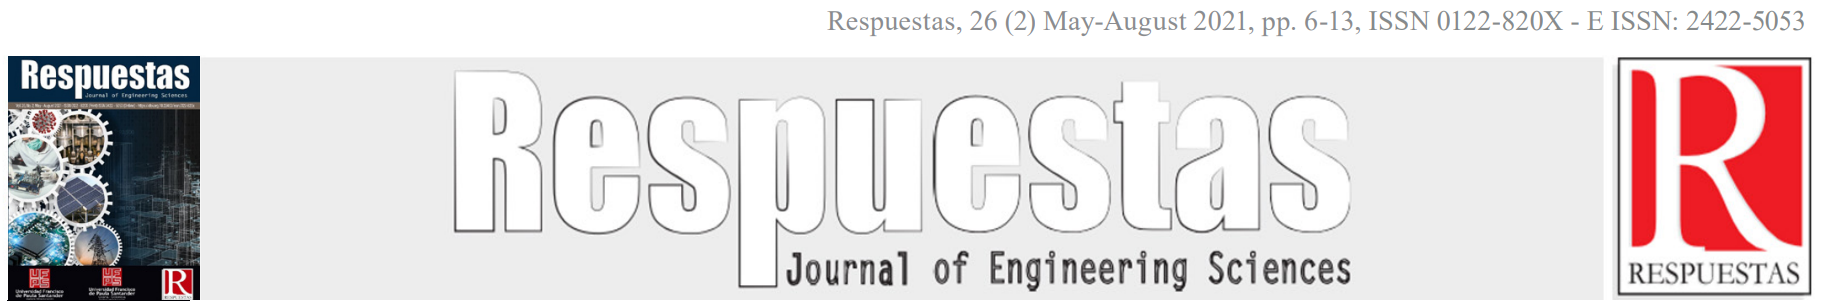 Respuestas, 26 (2) May-August 2021, pp. 6-13, ISSN 0122-820X - E ISSN: 2422-5053
Respuestas
Journal of Engineering Sciences
Universidad Francisco
de Paula Santander
Universidad Francisco
de Paula Santander
R
RESPUESTAS
Respuestas
Journal of Engineering Sciences
R
RESPUESTAS